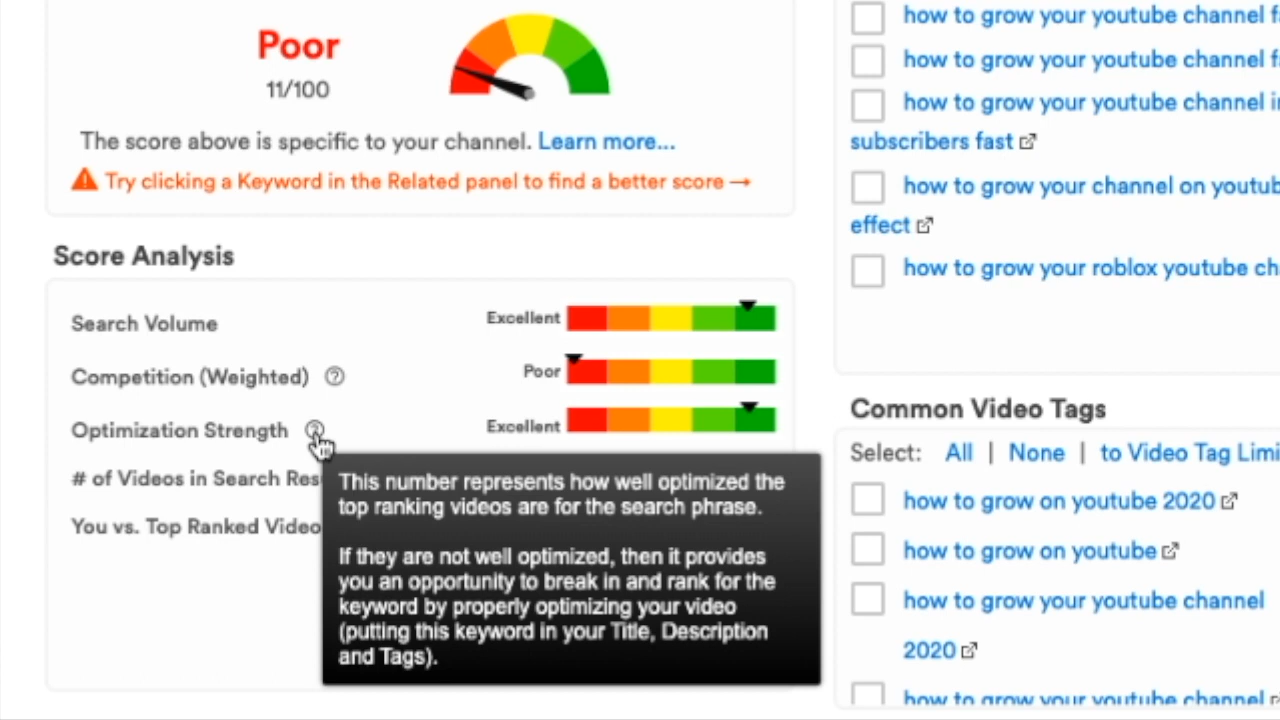 Poor
11/100
The score above is specific to your channel. Learn more...
Try clicking a Keyword in the Related panel to find a better score →
Score Analysis
Search Volume
Excellent
Competition (Weighted) ?
Poor
Optimization Strength
Excellent
# of Videos in Search Res
You vs. Top Ranked Video
This number represents how well optimized the
top ranking videos are for the search phrase.
If they are not well optimized, then it provides
you an opportunity to break in and rank for the
keyword by properly optimizing your video
(putting this keyword in your Title, Description
and Tags).
how to grow your youtube channel f
how to grow your youtube channel f
how to grow your youtube channel i
subscribers fast
how to grow your channel on youtub
effect
how to grow your roblox youtube ch
Common Video Tags
Select: All | None | to Video Tag Limi
how to grow on youtube 2020
how to grow on youtube
how to grow your youtube channel
2020
how to grow your youtube channel